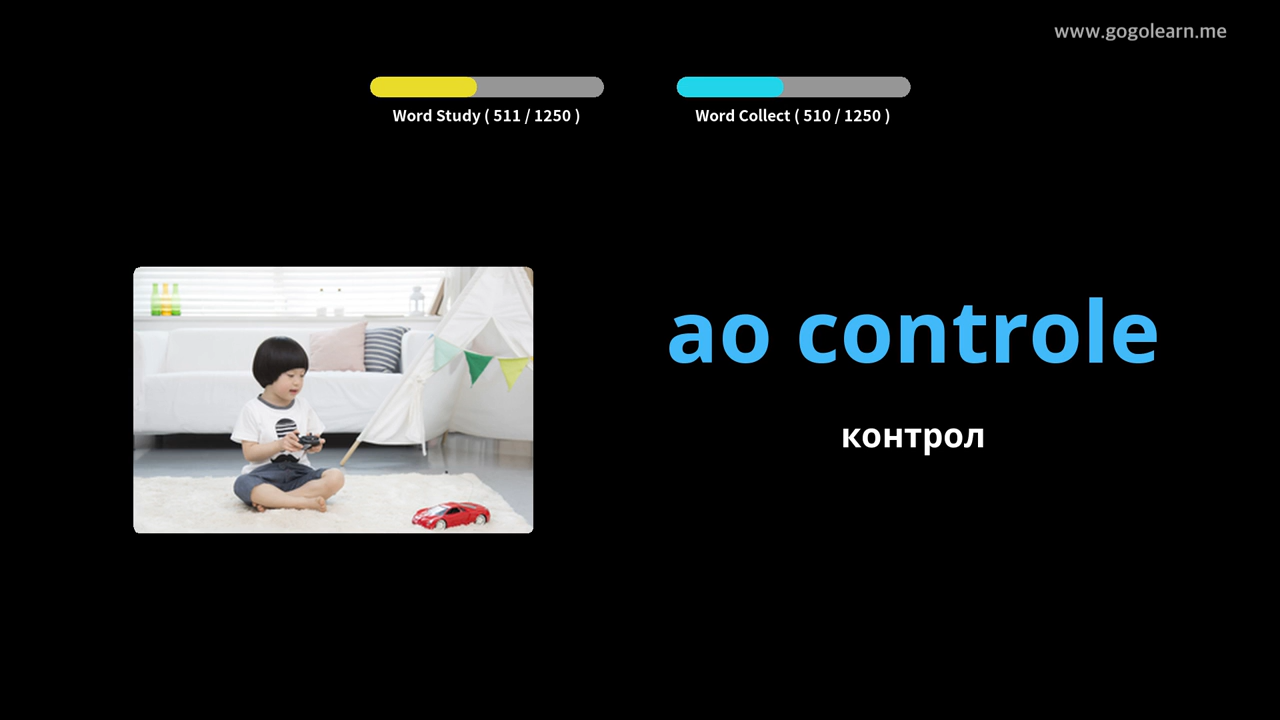 www.gogolearn.me
Word Study ( 511 / 1250 )
Word Collect ( 510 / 1250 )
ao controle
контрол